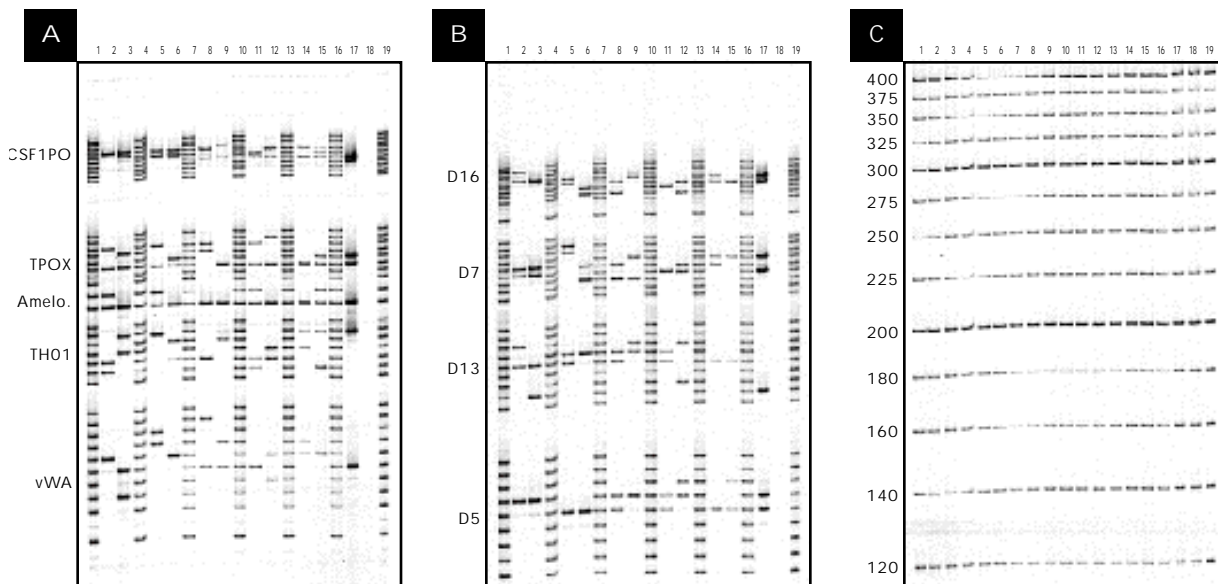 A
1 2 3 4 5 6 7 8 9 10 11 12 13 14 15 16 17 18 19
CSF1PO
TPOX
Amelo.
TH01
vWA
B
1 2 3 4 5 6 7 8 9 10 11 12 13 14 15 16 17 18 19
D16
D7
D13
D5
C
1 2 3 4 5 6 7 8 9 10 11 12 13 14 15 16 17 18 19
400
375
350
325
300
275
250
225
200
180
160
140
120